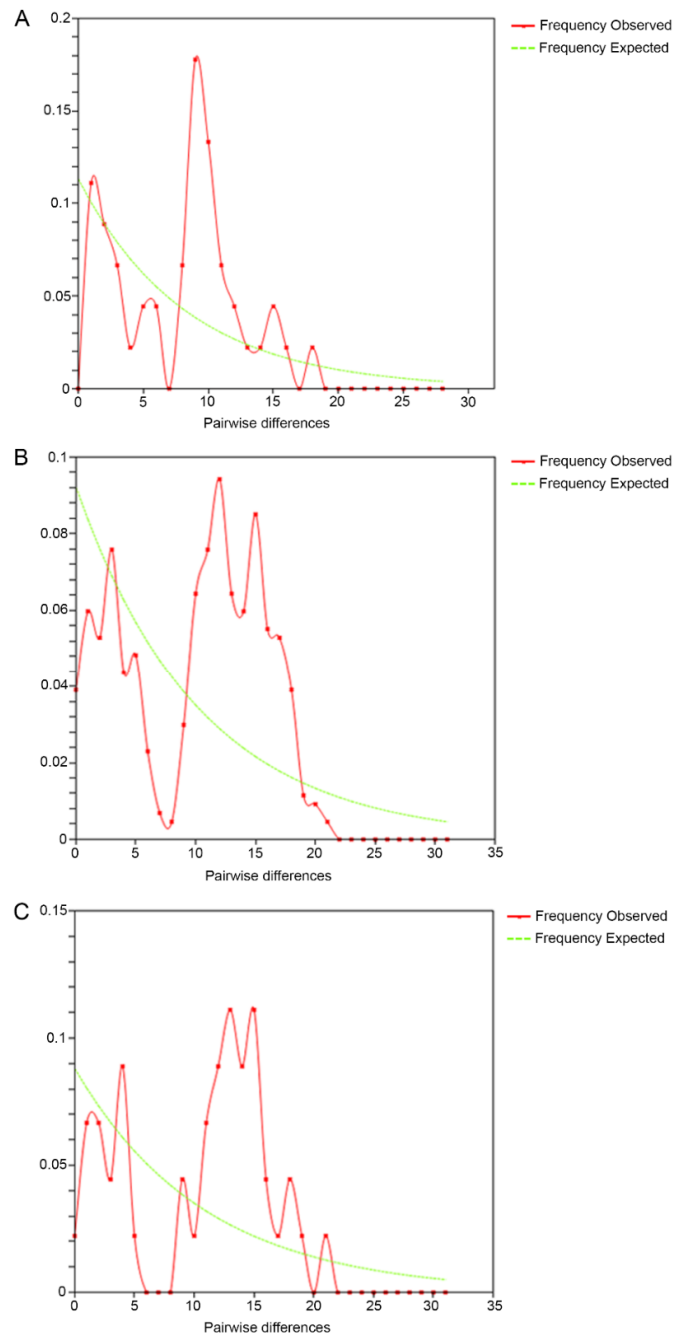 A
Frequency Observed
Frequency Expected
0.2
0.15
0.1
0.05
0
0 5 10 15 20 25 30
Pairwise differences
B
Frequency Observed
Frequency Expected
0.1
0.08
0.06
0.04
0.02
0
0 5 10 15 20 25 30 35
Pairwise differences
C
Frequency Observed
Frequency Expected
0.15
0.1
0.05
0
0 5 10 15 20 25 30 35
Pairwise differences